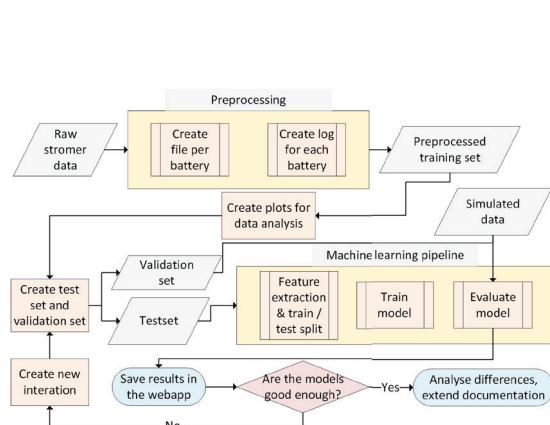 Preprocessing
Raw
stromer
data
Create
file per
battery
Create log
for each
battery
Preprocessed
training set
Create plots for
data analysis
Simulated
data
Validation
set
Machine learning pipeline
Create test
set and
validation set
Testset
Feature
extraction
& train /
test split
Train
model
Evaluate
model
Create new
interation
Save results in
the webapp
Are the models
good enough?
Yes
Analyse differences,
extend documentation
No